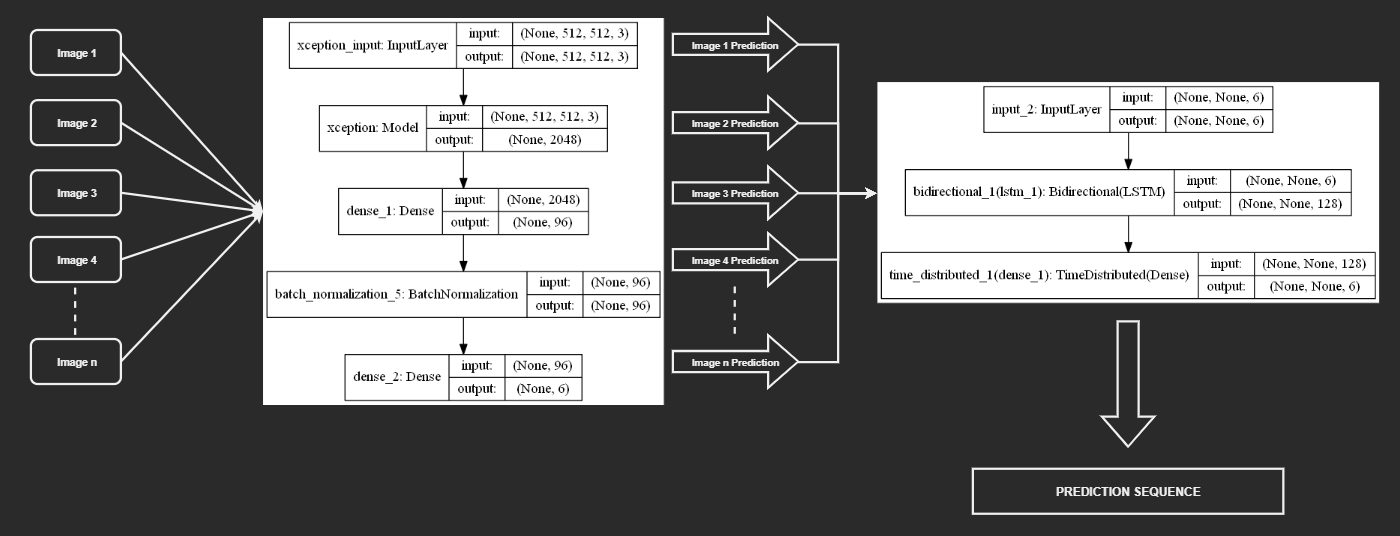 Image 1
Image 2
Image 3
Image 4
Image n
xception_input: InputLayer
input: (None, 512, 512, 3)
output: (None, 512, 512, 3)
xception: Model
input: (None, 512, 512, 3)
output: (None, 2048)
dense_1: Dense
input: (None, 2048)
output: (None, 96)
batch_normalization_5: BatchNormalization
input: (None, 96)
output: (None, 96)
dense_2: Dense
input: (None, 96)
output: (None, 6)
Image 1 Prediction
Image 2 Prediction
Image 3 Prediction
Image 4 Prediction
Image n Prediction
input_2: InputLayer
input: (None, None, 6)
output: (None, None, 6)
bidirectional_1(lstm_1): Bidirectional(LSTM)
input: (None, None, 6)
output: (None, None, 128)
time_distributed_1(dense_1): TimeDistributed(Dense)
input: (None, None, 128)
output: (None, None, 6)
PREDICTION SEQUENCE